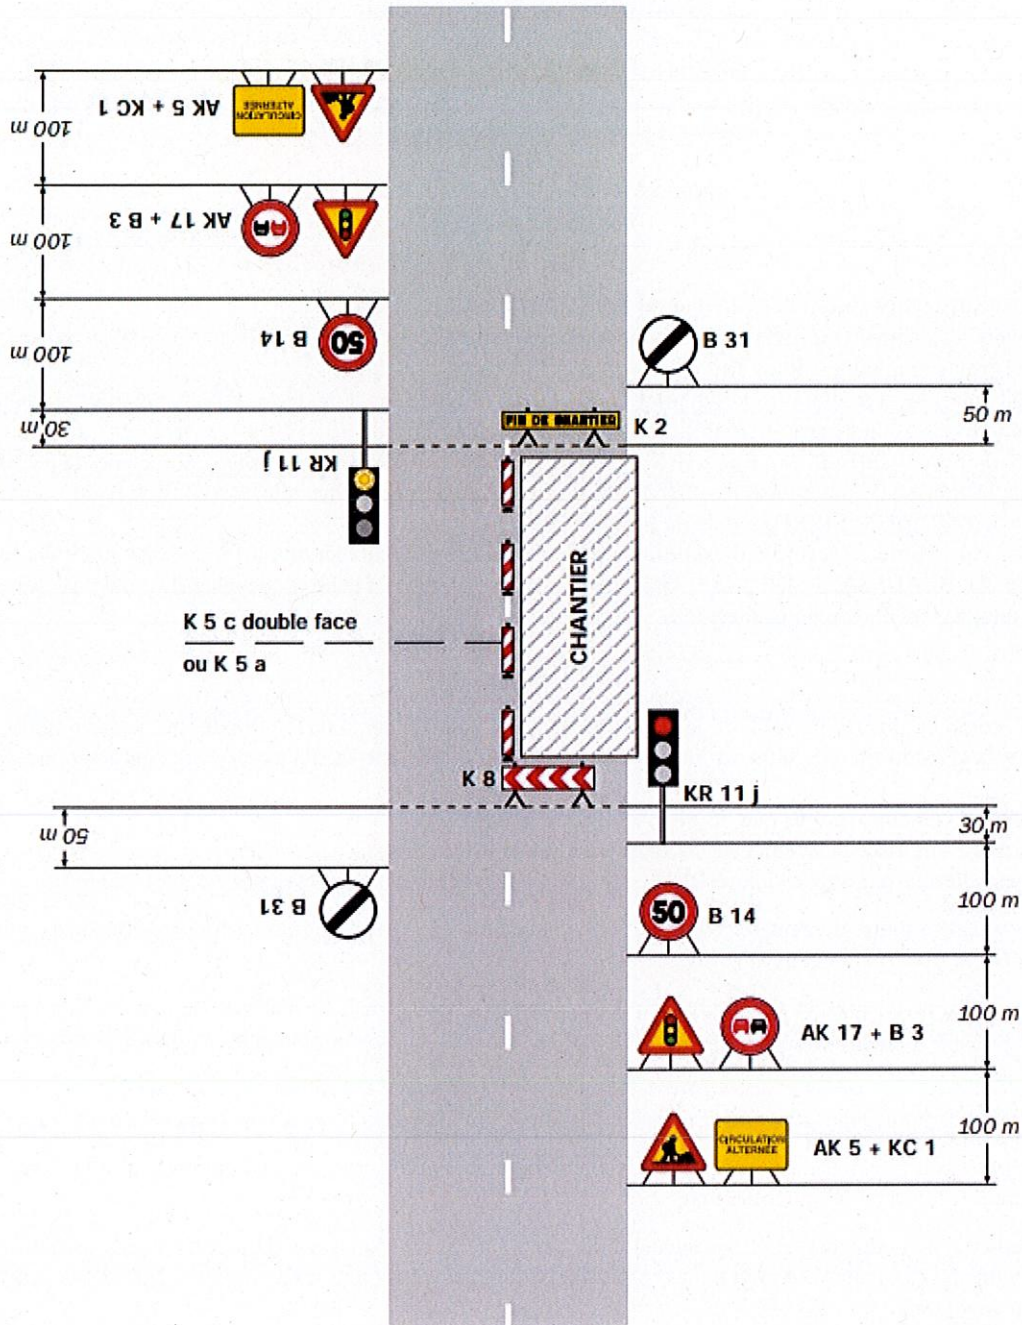 AK 5 + KC 1
CIRCULATION
ALTERNÉE
100 m
AK 17 + B 3
100 m
B 14
50
100 m
B 31
50 m
30 m
KR 11 j
FIN DE CHANTIER
K 2
CHANTIER
K 5 c double face
ou K 5 a
K 8
KR 11 j
30 m
50 m
B 31
50
B 14
100 m
AK 17 + B 3
100 m
CIRCULATION
ALTERNÉE
AK 5 + KC 1
100 m